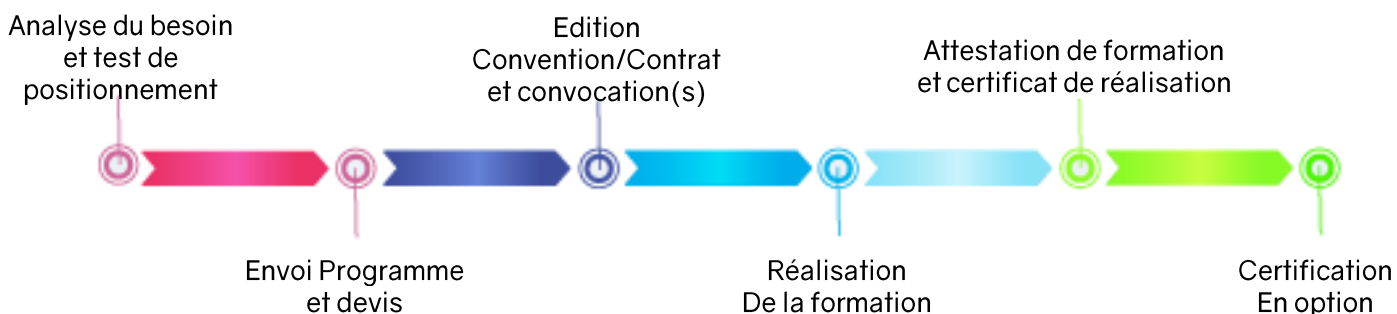 Analyse du besoin
et test de
positionnement
Envoi Programme
et devis
Edition
Convention/Contrat
et convocation(s)
Réalisation
De la formation
Attestation de formation
et certificat de réalisation
Certification
En option